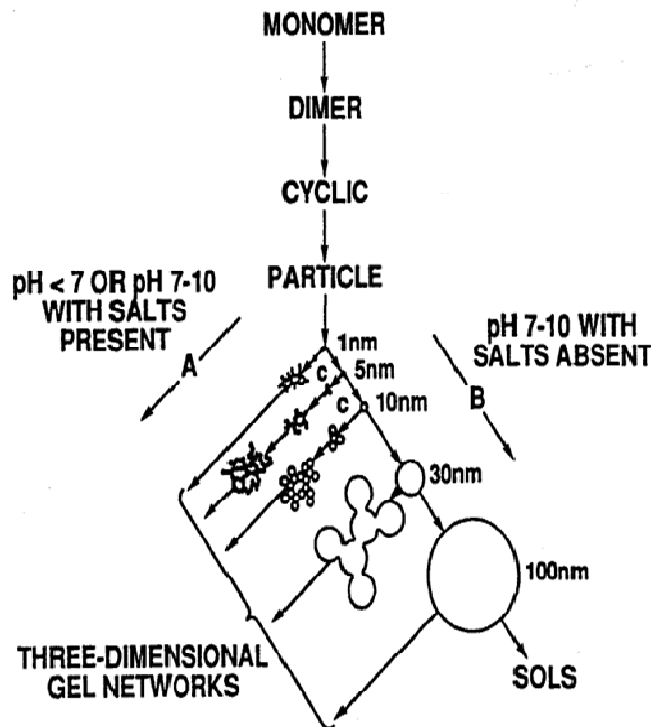 MONOMER
DIMER
CYCLIC
PARTICLE
pH < 7 OR pH 7-10
WITH SALTS
PRESENT
A
pH 7-10 WITH
SALTS ABSENT
B
1nm
C 5nm
C 10nm
30nm
100nm
THREE-DIMENSIONAL
GEL NETWORKS
SOLS